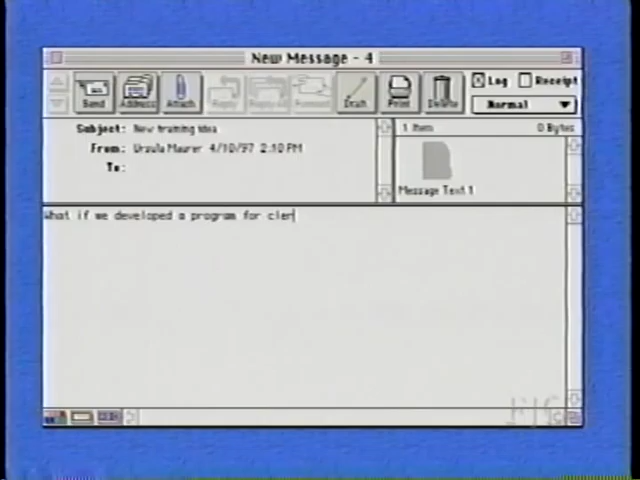 New Message - 4
Send Address Attach Reply Reply All Forward Draft Print Delete
Log Receipt
Normal
Subject: New training idea
From: Ursula Maurer 4/10/97 2:10 PM
To:
1 Item 0 Bytes
Message Text 1
What if we developed a program for cler